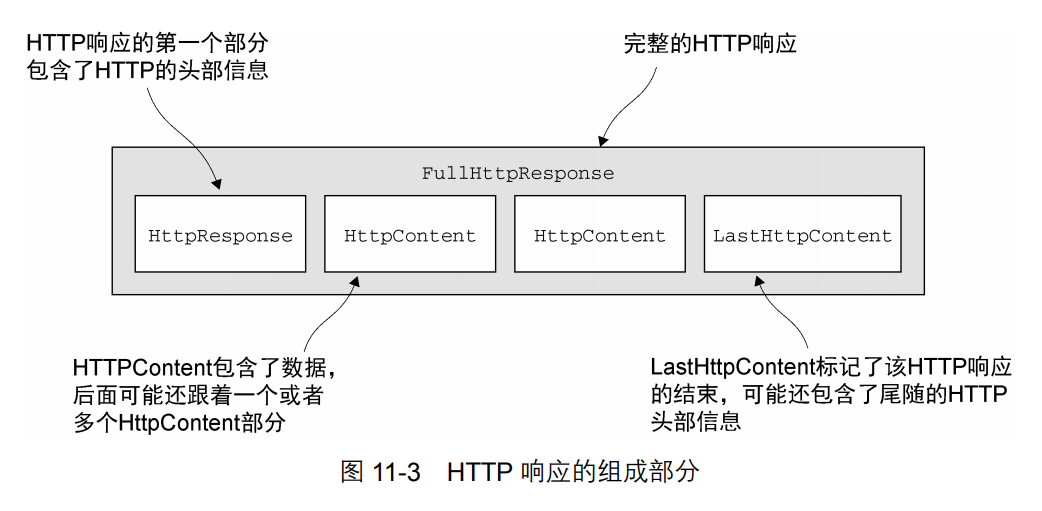 HTTP响应的第一个部分
包含了HTTP的头部信息
完整的HTTP响应
FullHttpResponse
HttpResponse
HttpContent
HttpContent
LastHttpContent
HTTPContent包含了数据，
后面可能还跟着一个或者
多个HttpContent部分
LastHttpContent标记了该HTTP响应
的结束，可能还包含了尾随的HTTP
头部信息
图 11-3 HTTP 响应的组成部分